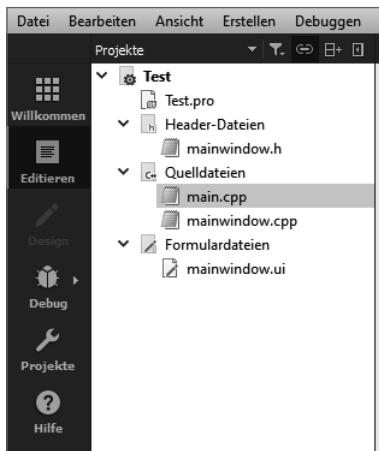 Datei Bearbeiten Ansicht Erstellen Debuggen
Projekte
Willkommen
Editieren
Design
Debug
Projekte
Hilfe
Test
Test.pro
Header-Dateien
mainwindow.h
Quelldateien
main.cpp
mainwindow.cpp
Formulardateien
mainwindow.ui